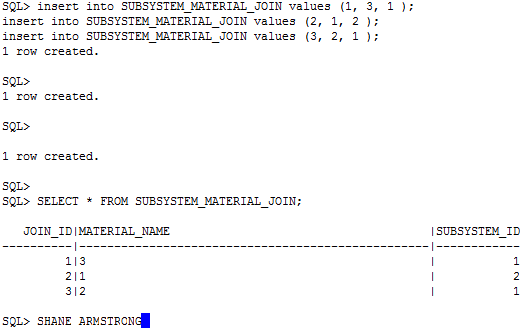 SQL> insert into SUBSYSTEM_MATERIAL_JOIN values (1, 3, 1 );
insert into SUBSYSTEM_MATERIAL_JOIN values (2, 1, 2 );
insert into SUBSYSTEM_MATERIAL_JOIN values (3, 2, 1 );
1 row created.
SQL>
1 row created.
SQL>
1 row created.
SQL>
SQL> SELECT * FROM SUBSYSTEM_MATERIAL_JOIN;
JOIN_ID|MATERIAL_NAME |SUBSYSTEM_ID
----------|--------------------------------------------------|------------
1|3 | 1
2|1 | 2
3|2 | 1
SQL> SHANE ARMSTRONG